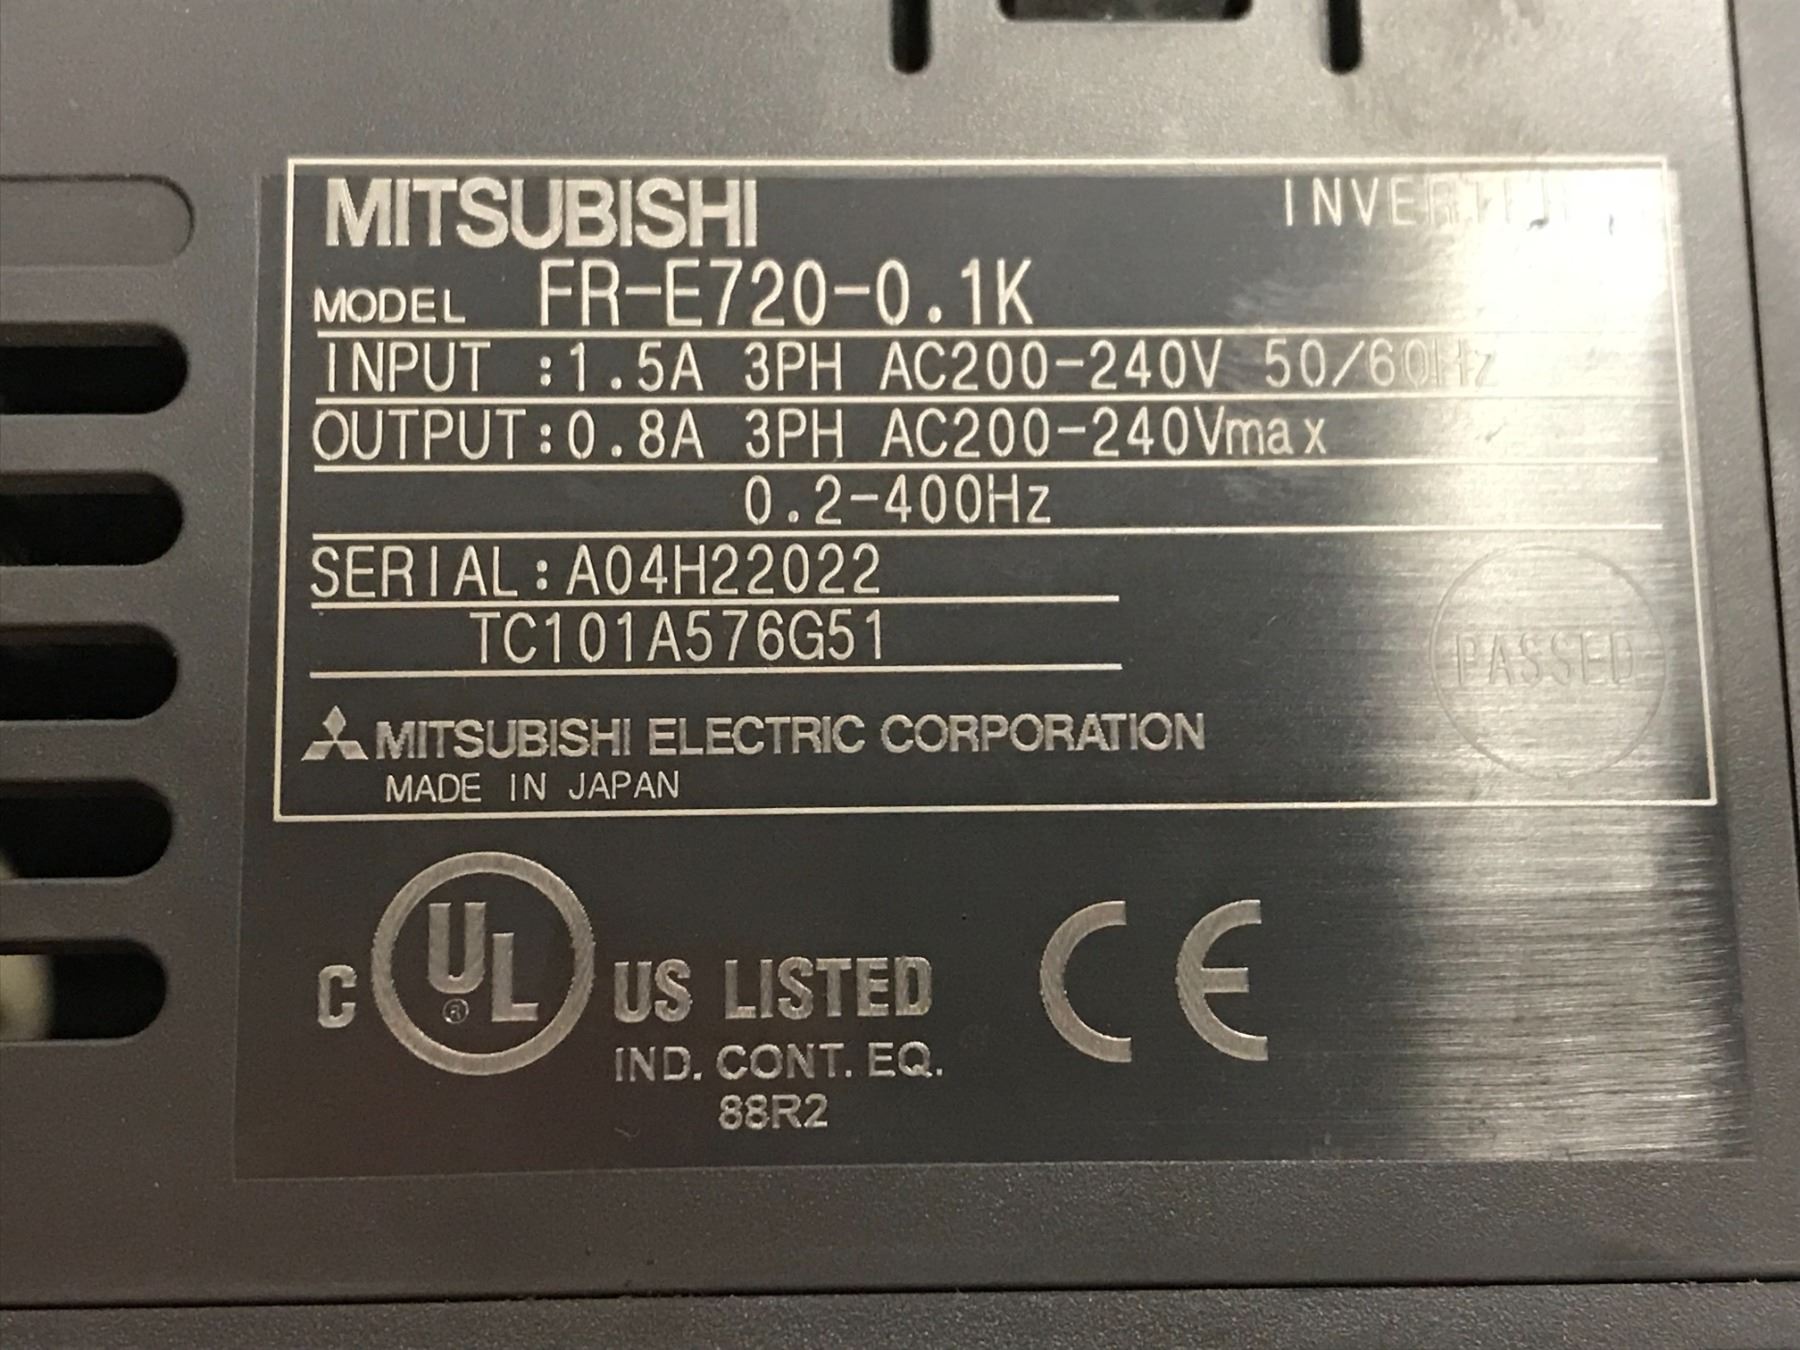 MITSUBISHI INVERTER
MODEL FR-E720-0.1K
INPUT :1.5A 3PH AC200-240V 50/60Hz
OUTPUT:0.8A 3PH AC200-240Vmax
0.2-400Hz
SERIAL:A04H22022
TC101A576G51
PASSED
MITSUBISHI ELECTRIC CORPORATION
MADE IN JAPAN
C UL ® US LISTED CE
IND. CONT. EQ.
88R2